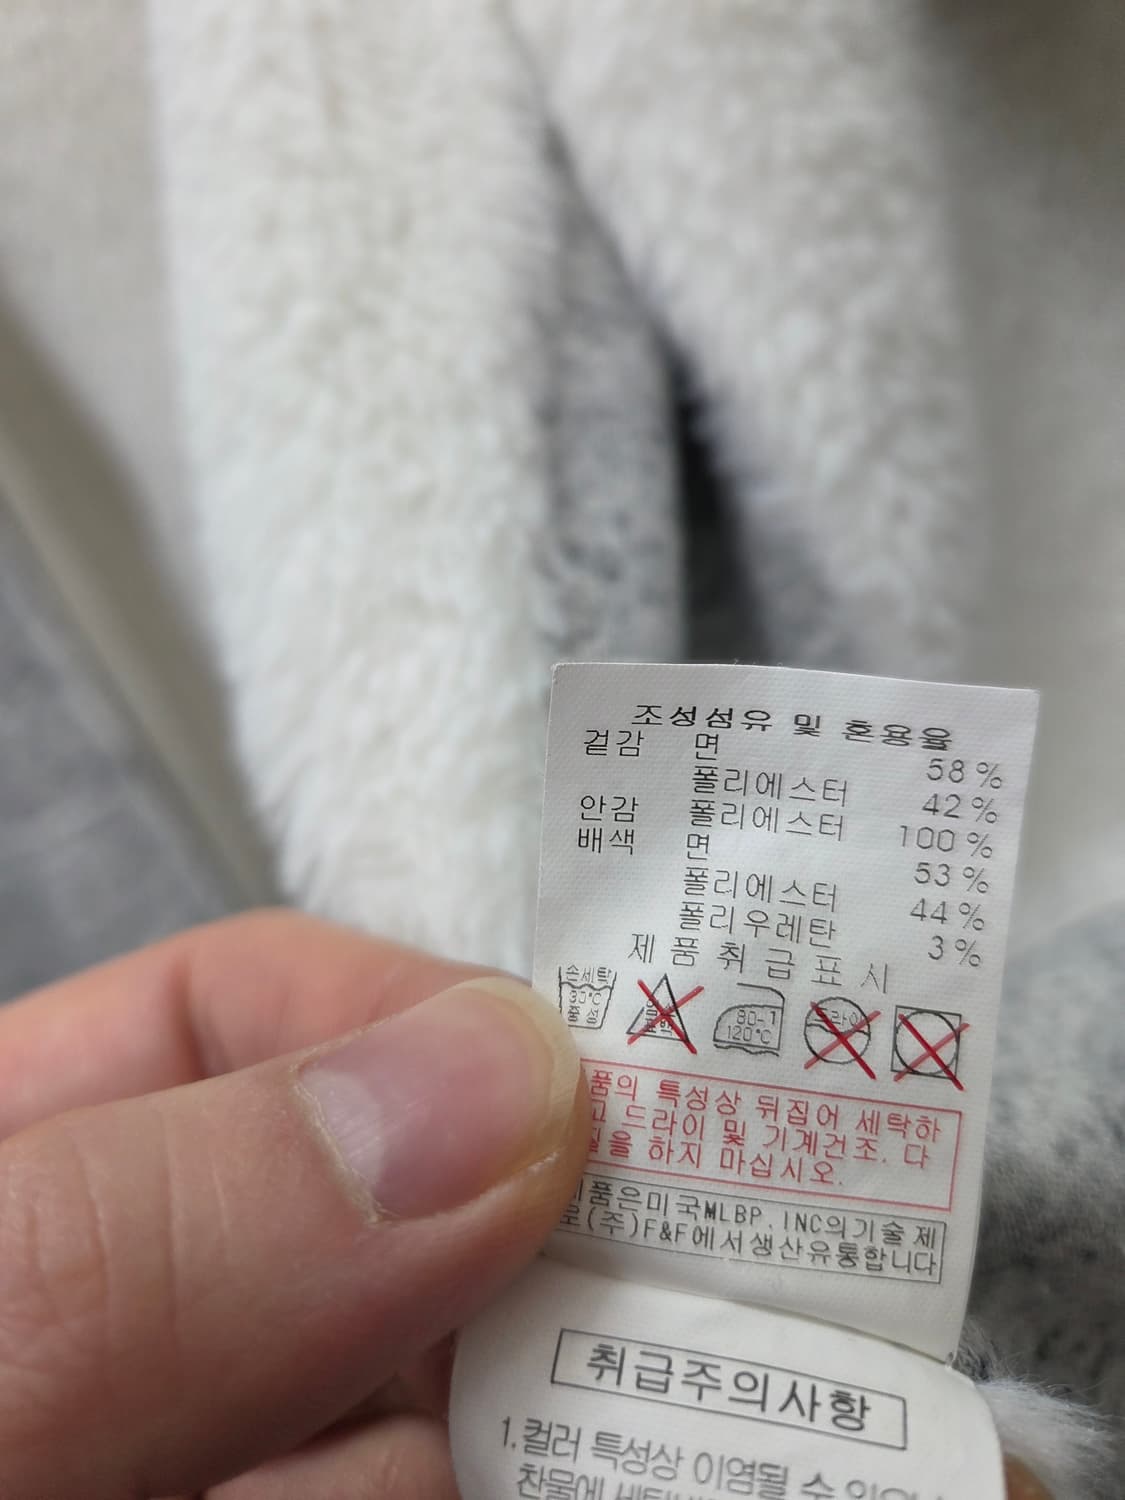 조성섬유 및 혼용율
겉감 면 58%
폴리에스터 42%
안감 폴리에스터 100%
배색 면 53%
폴리에스터 44%
폴리우레탄 3%
제품취급표시
손세탁 30℃ 중성
80-120℃
드라이
품의 특성상 뒤집어 세탁하
고 드라이 및 기계건조. 다
질을 하지 마십시오.
품은미국MLBP.INC의기술제
로(주)F&F에서생산유통합니다
취급주의사항
1.컬러 특성상 이염될 수
찬물에